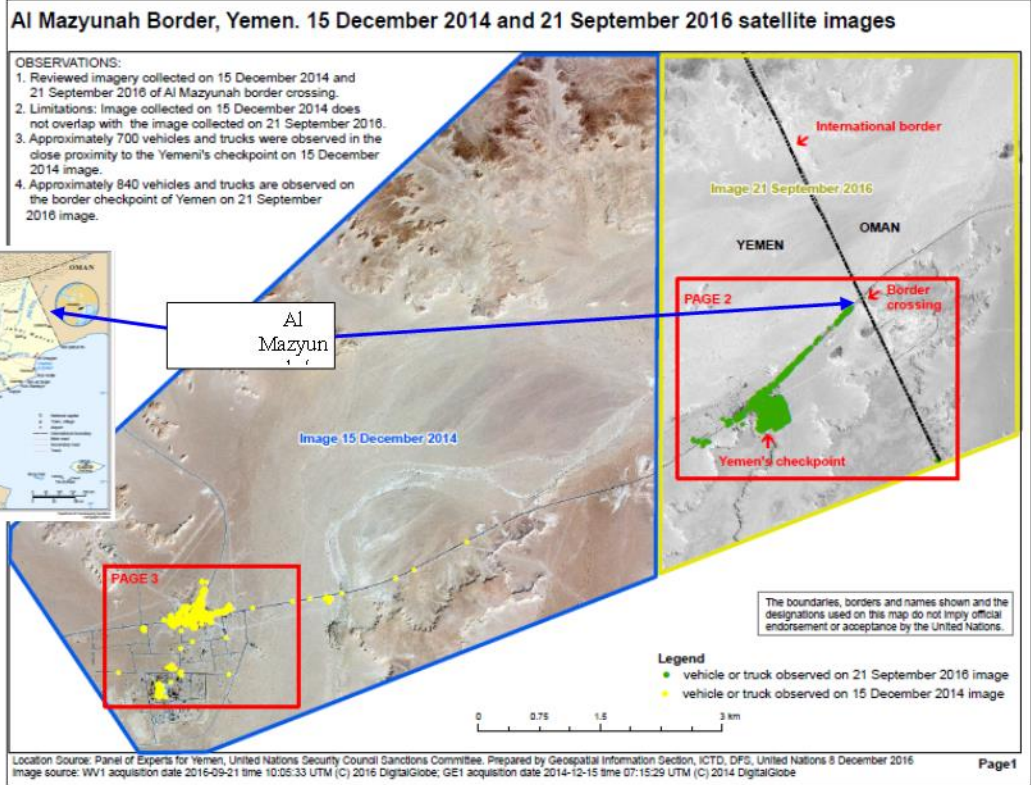 Al Mazyunah Border, Yemen. 15 December 2014 and 21 September 2016 satellite images
OBSERVATIONS:
1. Reviewed imagery collected on 15 December 2014 and
21 September 2016 of Al Mazyunah border crossing.
2. Limitations: Image collected on 15 December 2014 does
not overlap with the image collected on 21 September 2016.
3. Approximately 700 vehicles and trucks were observed in the
close proximity to the Yemeni's checkpoint on 15 December
2014 image.
4. Approximately 840 vehicles and trucks are observed on
the border checkpoint of Yemen on 21 September
2016 image.
OMAN
Al
Mazyun
International border
Image 21 September 2016
OMAN
YEMEN
PAGE 2
Border
crossing
Yemen's checkpoint
Image 15 December 2014
PAGE 3
The boundaries, borders and names shown and the
designations used on this map do not imply official
endorsement or acceptance by the United Nations.
Legend
vehicle or truck observed on 21 September 2016 image
vehicle or truck observed on 15 December 2014 image
0 0.75 1.5 3 km
Location Source: Panel of Experts for Yemen, United Nations Security Council Sanctions Committee. Prepared by Geospatial Information Section, ICTD, DFS, United Nations 8 December 2016
Image source: WV1 acquisition date 2016-09-21 time 10:05:33 UTM (C) 2016 DigitalGlobe; GE1 acquisition date 2014-12-15 time 07:15:29 UTM (C) 2014 DigitalGlobe
Page1